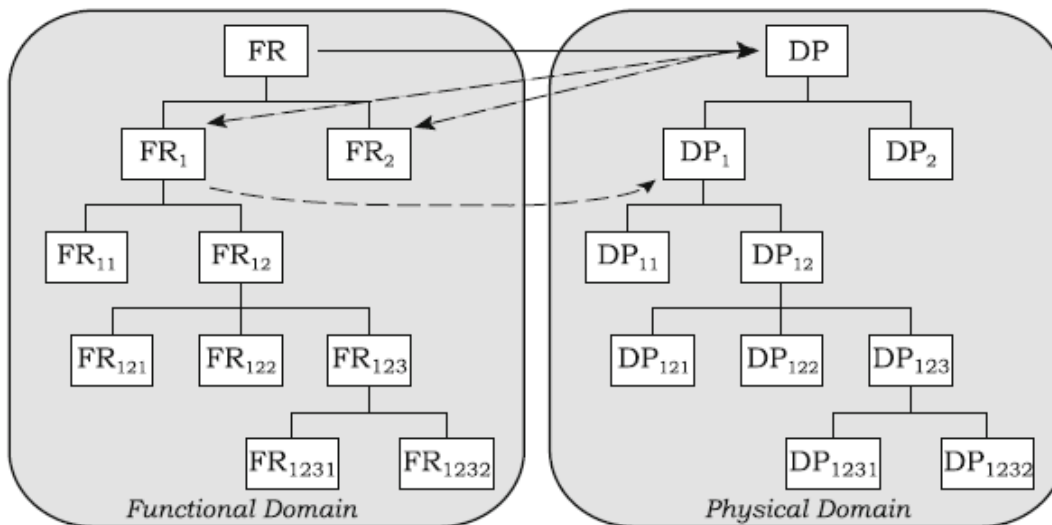 FR DP
FR₁ FR₂ DP₁ DP₂
FR₁₁ FR₁₂ DP₁₁ DP₁₂
FR₁₂₁ FR₁₂₂ FR₁₂₃ DP₁₂₁ DP₁₂₂ DP₁₂₃
FR₁₂₃₁ FR₁₂₃₂ DP₁₂₃₁ DP₁₂₃₂
Functional Domain Physical Domain